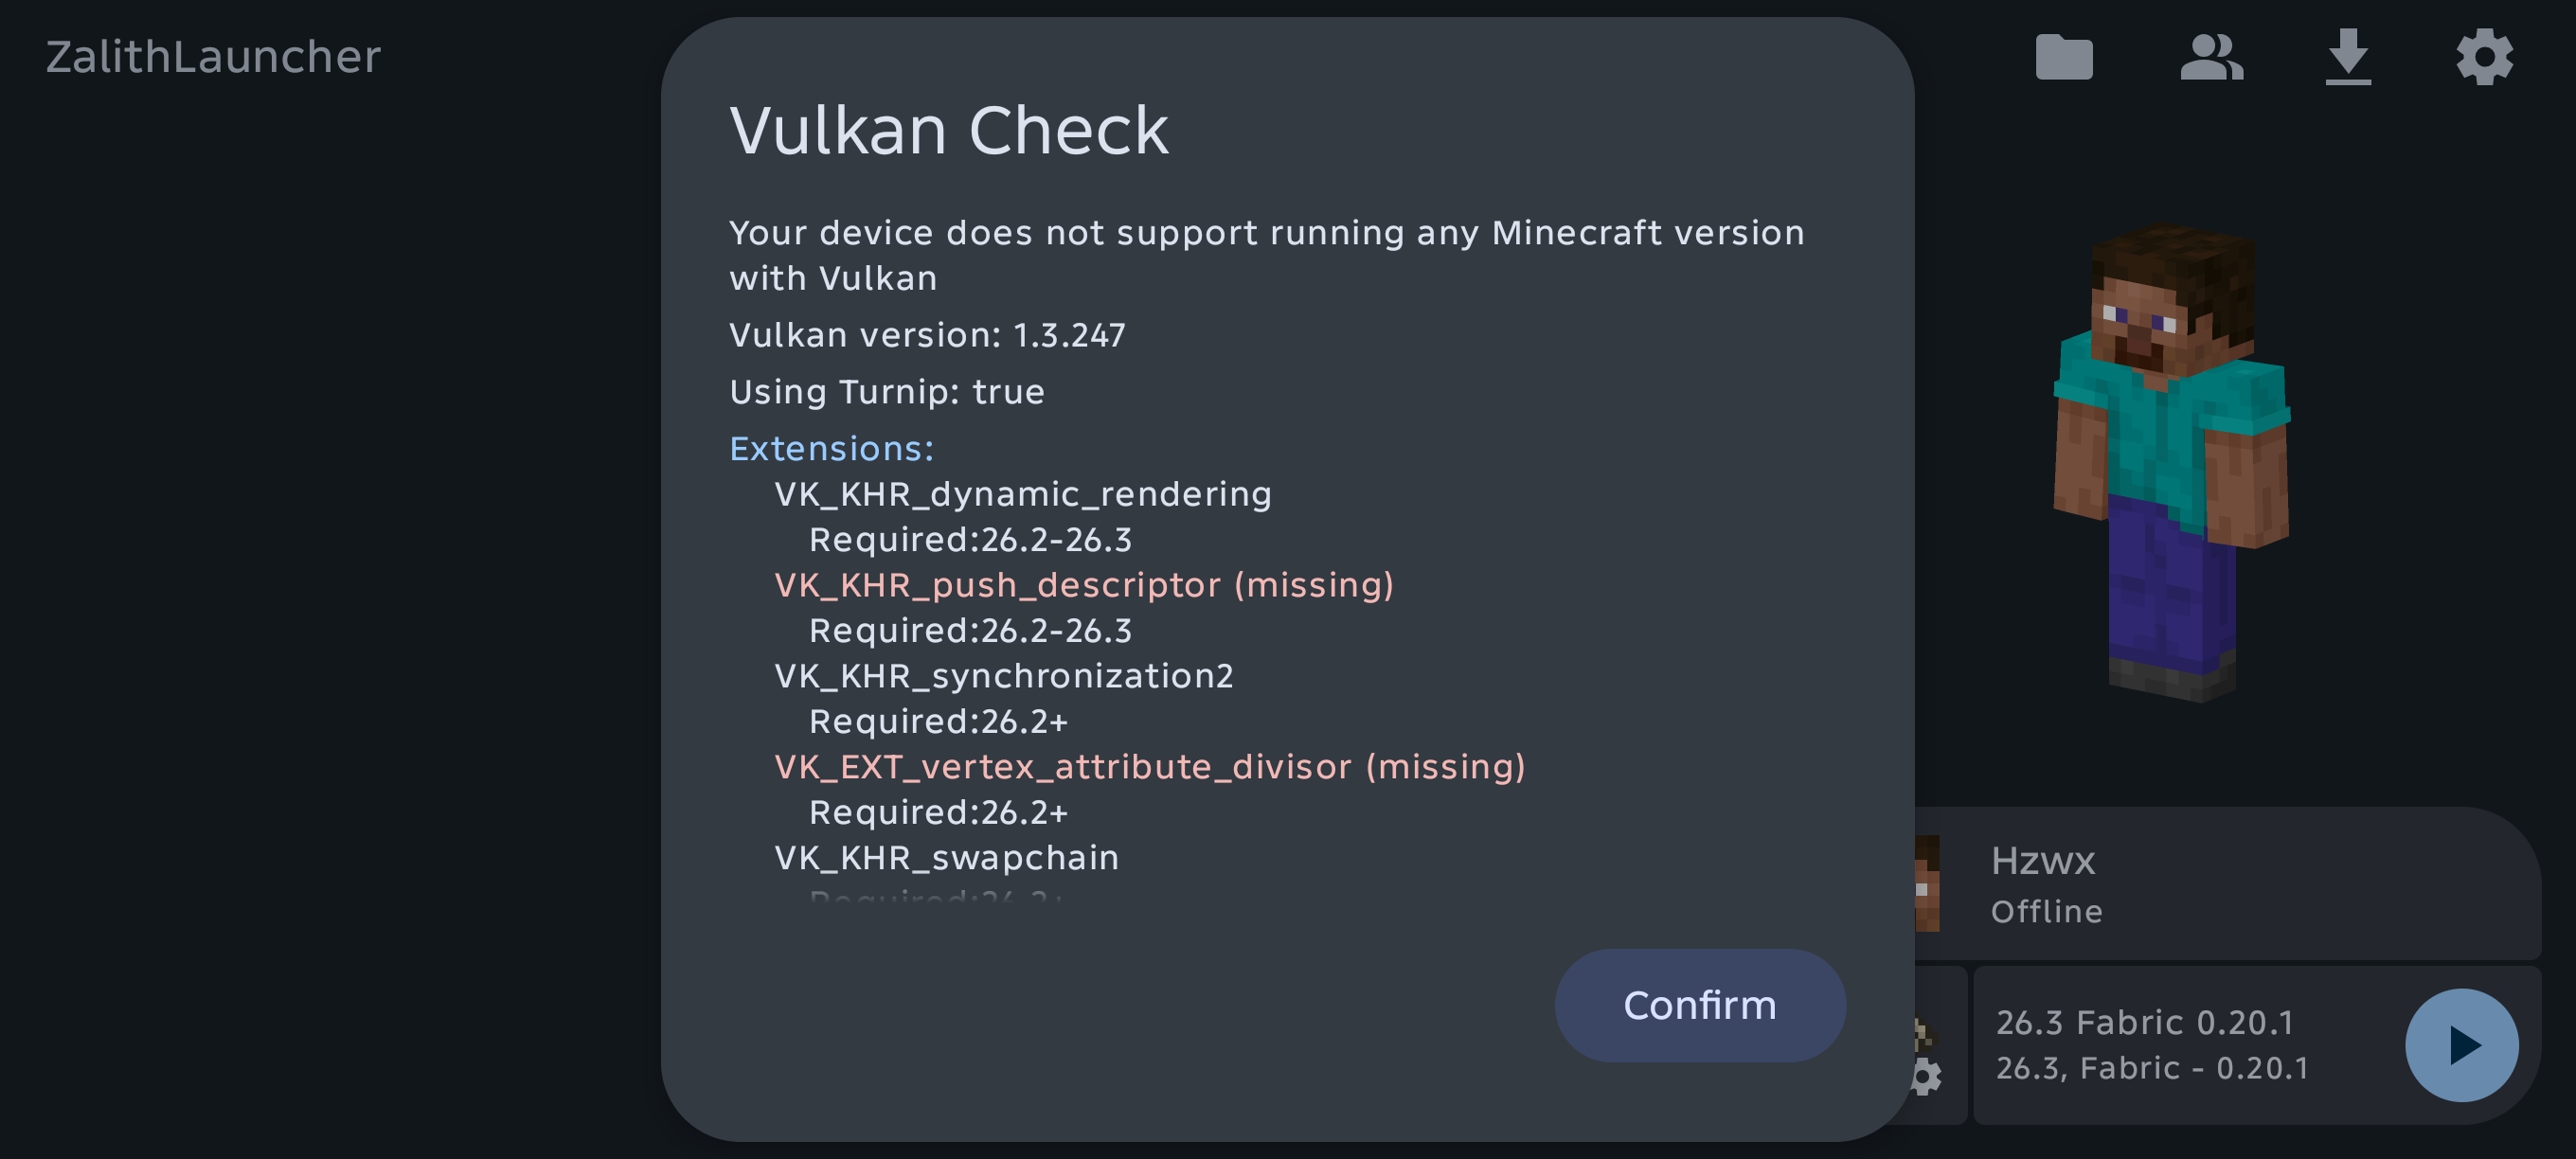 ZalithLauncher
Vulkan Check
Your device does not support running any Minecraft version
with Vulkan
Vulkan version: 1.3.247
Using Turnip: true
Extensions:
VK_KHR_dynamic_rendering
Required:26.2-26.3
VK_KHR_push_descriptor (missing)
Required:26.2-26.3
VK_KHR_synchronization2
Required:26.2+
VK_EXT_vertex_attribute_divisor (missing)
Required:26.2+
VK_KHR_swapchain
Required:26.2+
Confirm
Hzwx
Offline
26.3 Fabric 0.20.1
26.3, Fabric - 0.20.1